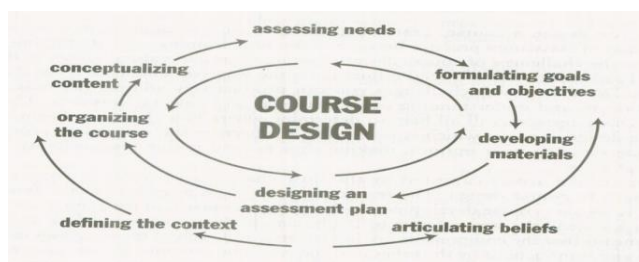 assessing needs
conceptualizing
content
formulating goals
and objectives
COURSE
DESIGN
organizing
the course
developing
materials
designing an
assessment plan
defining the context
articulating beliefs